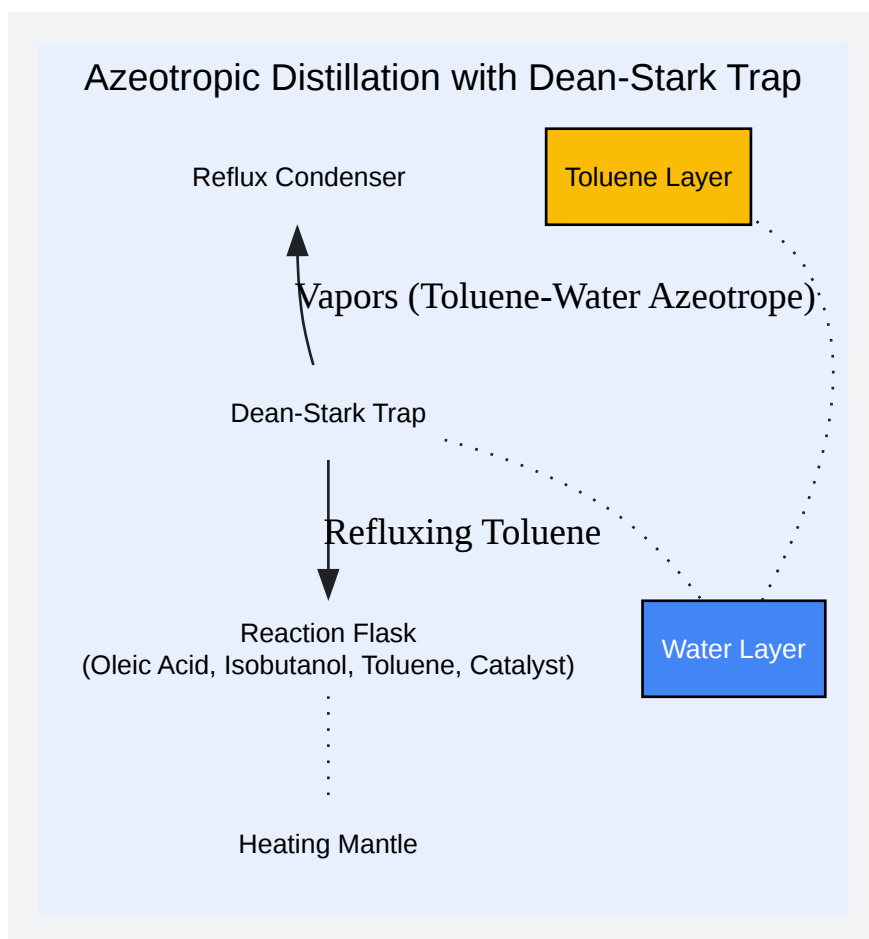 Azeotropic Distillation with Dean-Stark Trap
Reflux Condenser
Toluene Layer
Vapors (Toluene-Water Azeotrope)
Dean-Stark Trap
Refluxing Toluene
Reaction Flask
(Oleic Acid, Isobutanol, Toluene, Catalyst)
Water Layer
Heating Mantle